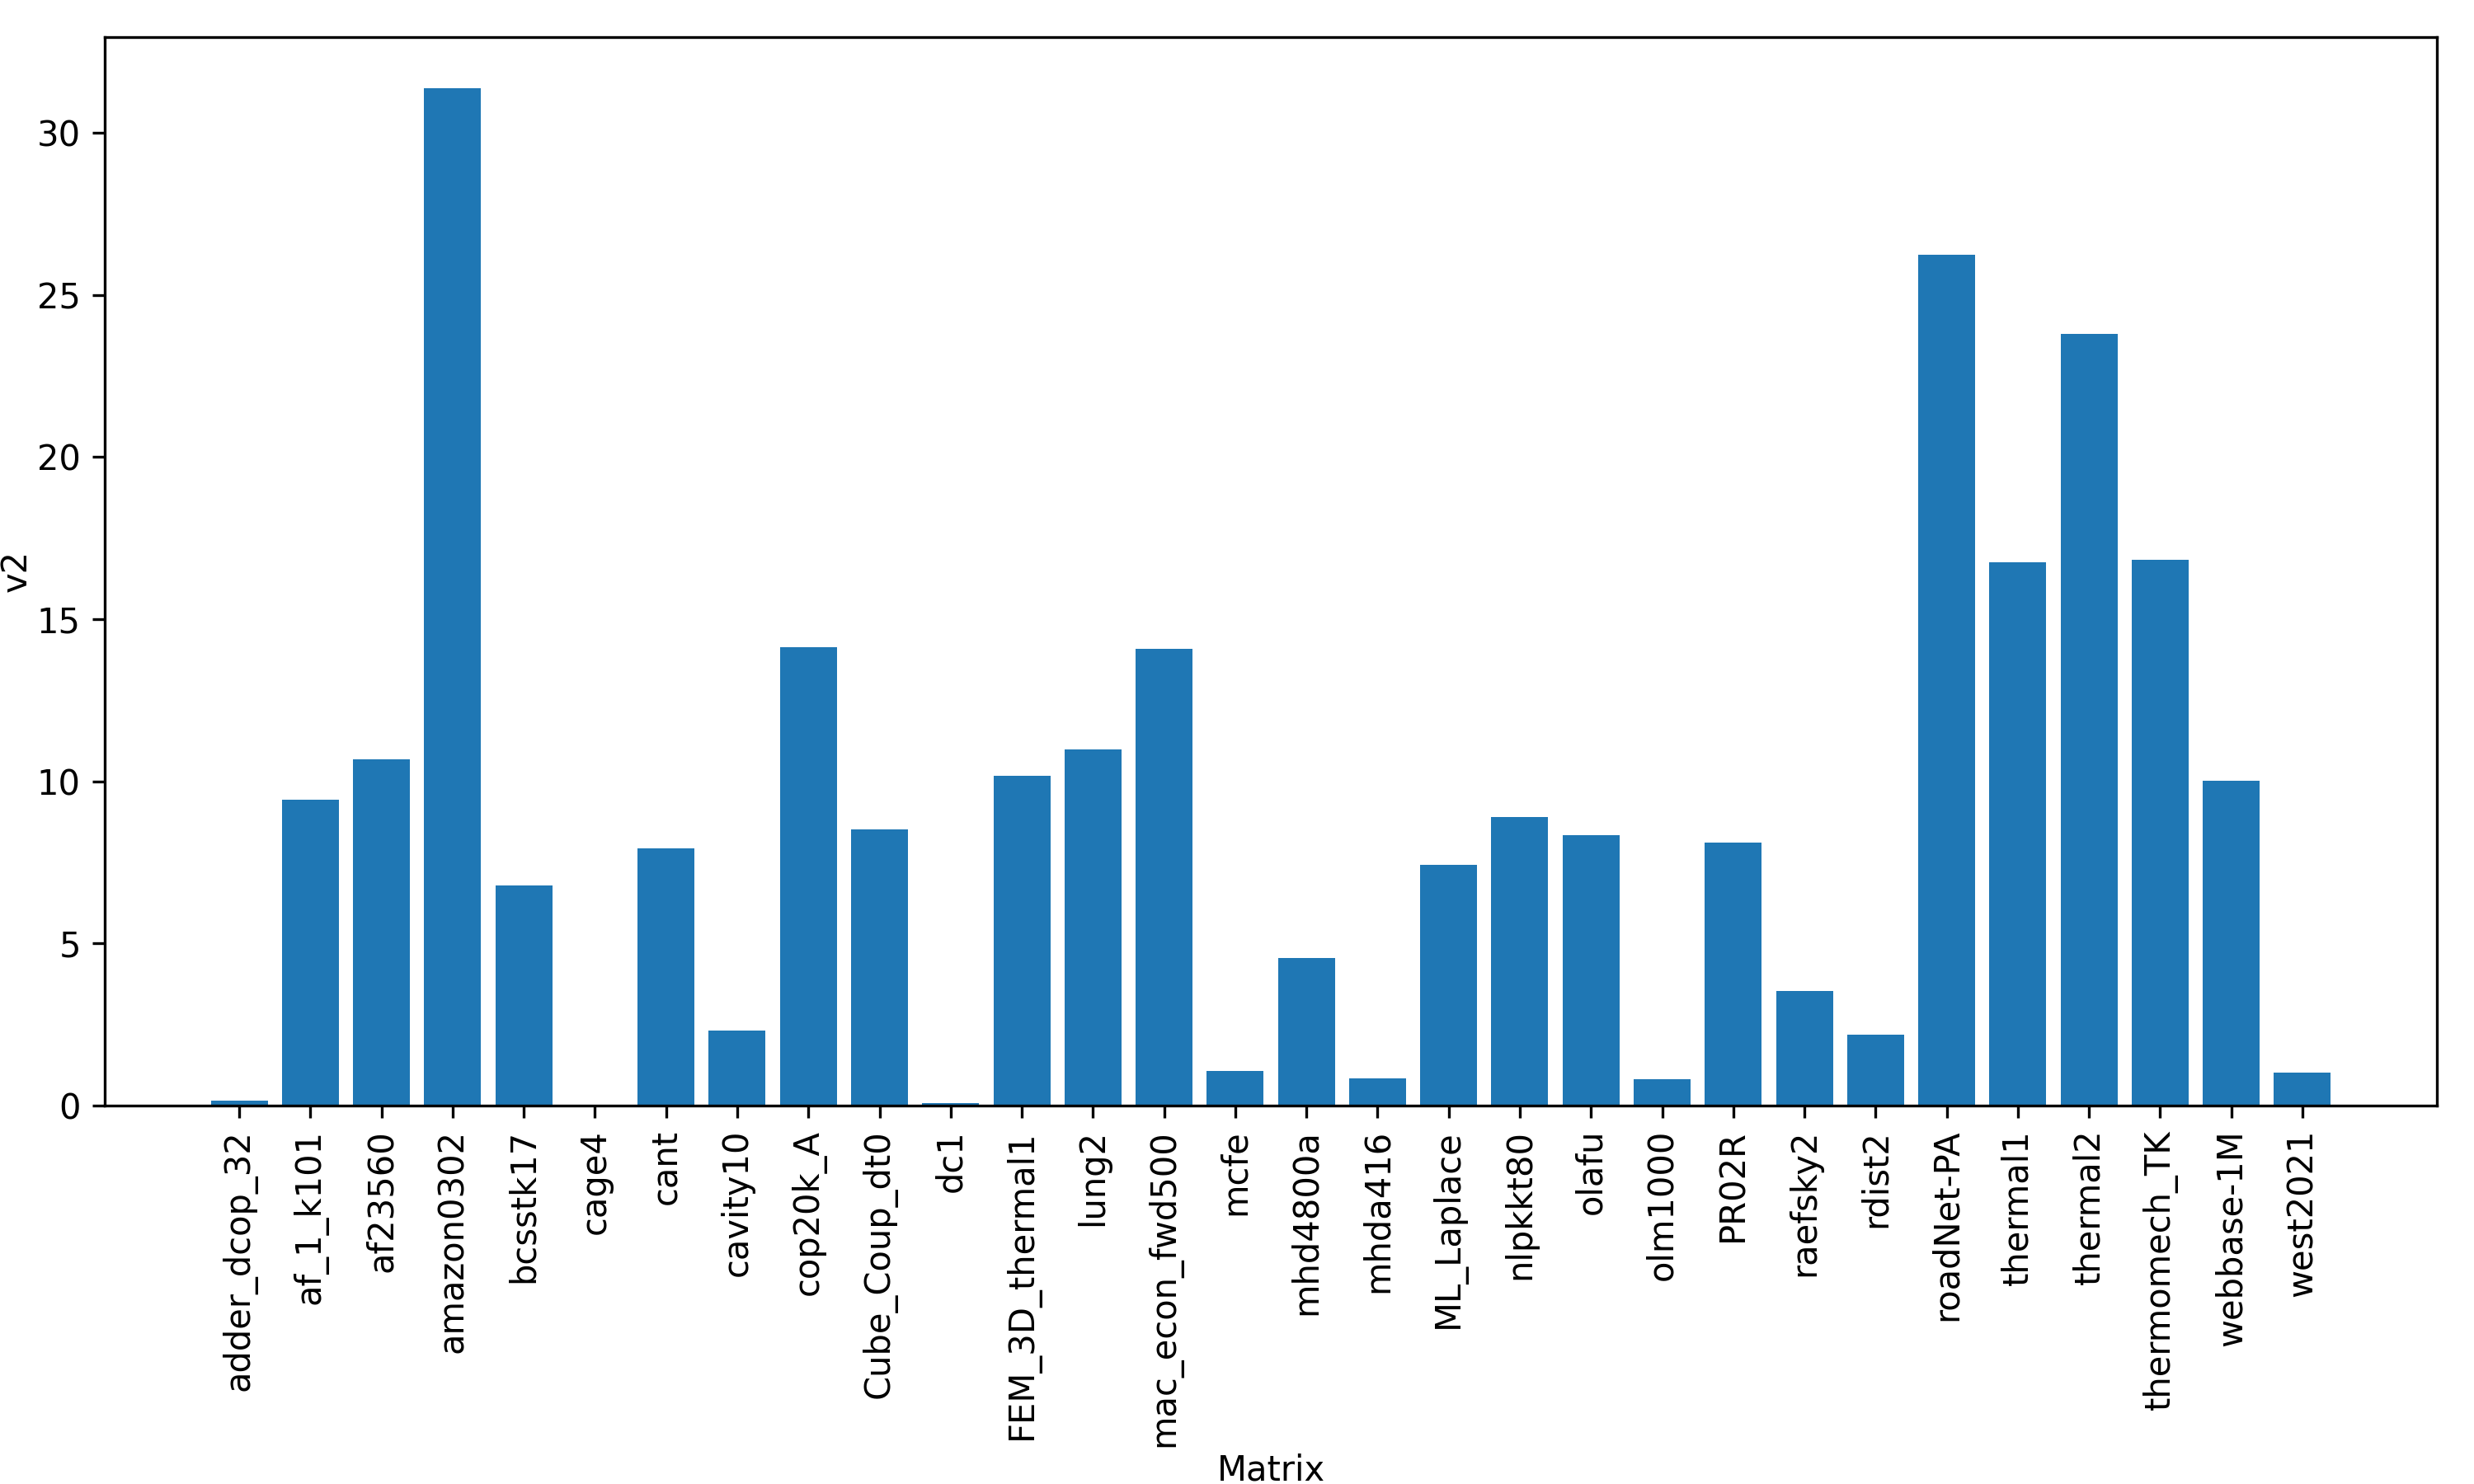 v2
30
25
20
15
10
5
0
adder_dcop_32
af_1_k101
af23560
amazon0302
bcsstk17
cage4
cant
cavity10
cop20k_A
Cube_Coup_dt0
dc1
FEM_3D_thermal1
lung2
mac_econ_fwd500
mcfe
mhd4800a
mhda416
ML_Laplace
nlpkkt80
olafu
olm1000
PR02R
raefsky2
rdist2
roadNet-PA
thermal1
thermal2
thermomech_TK
webbase-1M
west2021
Matrix